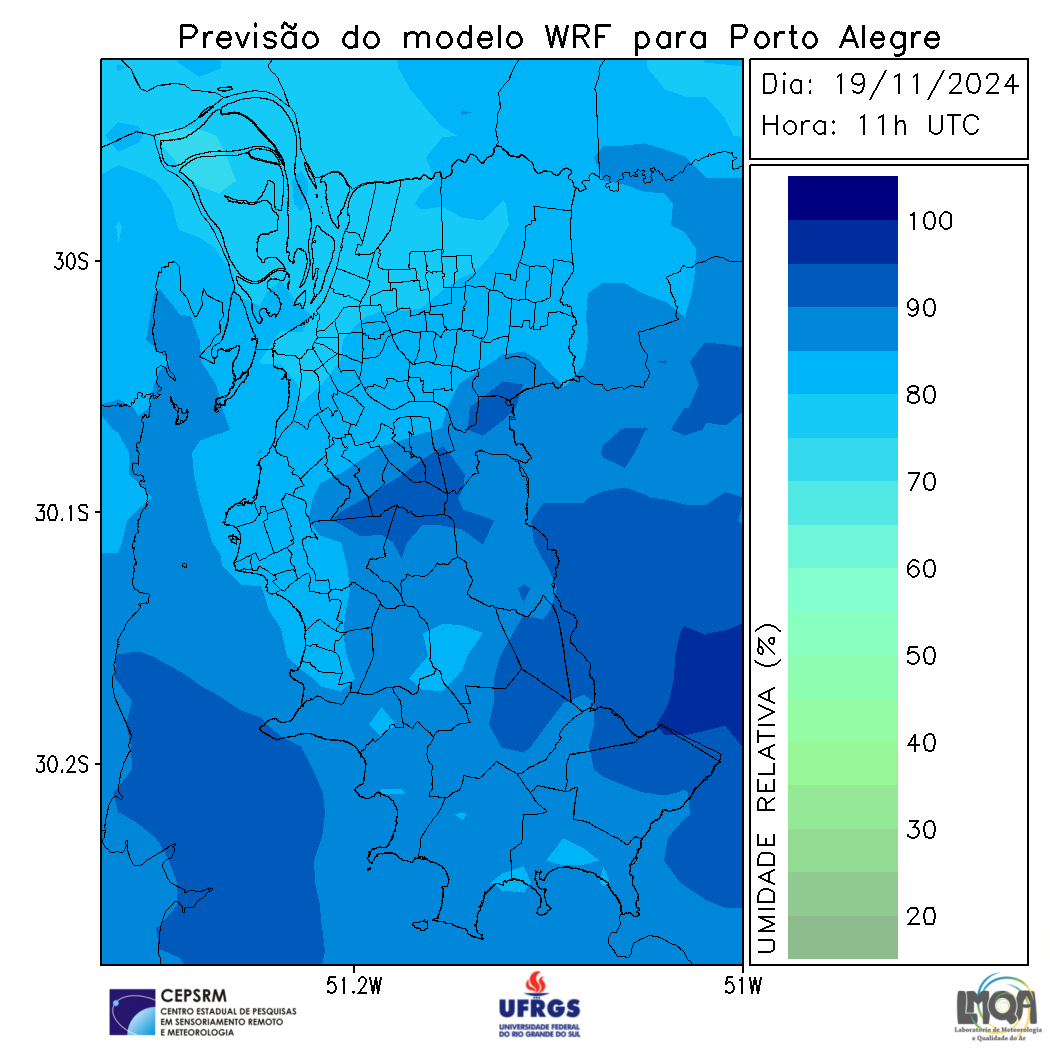 Previsão do modelo WRF para Porto Alegre
Dia: 19/11/2024
Hora: 11h UTC
100
90
80
70
60
50
40
30
20
UMIDADE RELATIVA (%)
30S
30.1S
30.2S
51.2W
51W
CEPSRM
CENTRO ESTADUAL DE PESQUISAS
EM SENSORIAMENTO REMOTO
E METEOROLOGIA
UFRGS
UNIVERSIDADE FEDERAL
DO RIO GRANDE DO SUL
LMQA
Laboratório de Meteorologia
e Qualidade do Ar